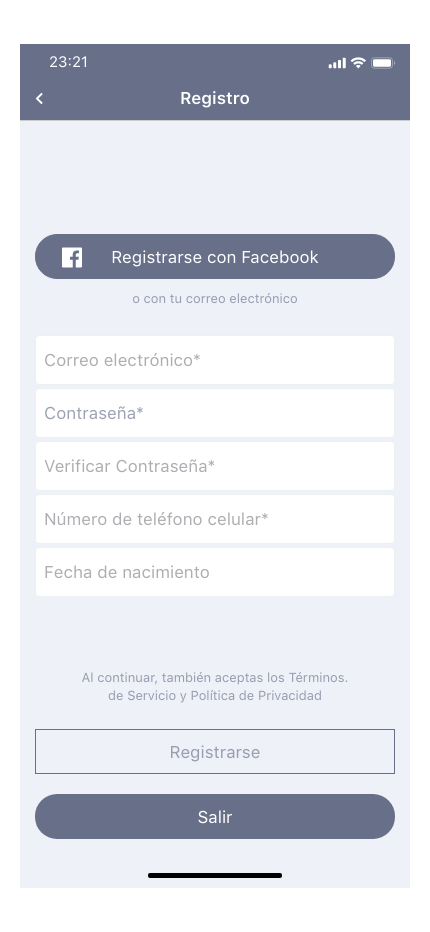 23:21
Registro
Registrarse con Facebook
o con tu correo electrónico
Correo electrónico*
Contraseña*
Verificar Contraseña*
Número de teléfono celular*
Fecha de nacimiento
Al continuar, también aceptas los Términos.
de Servicio y Política de Privacidad
Registrarse
Salir